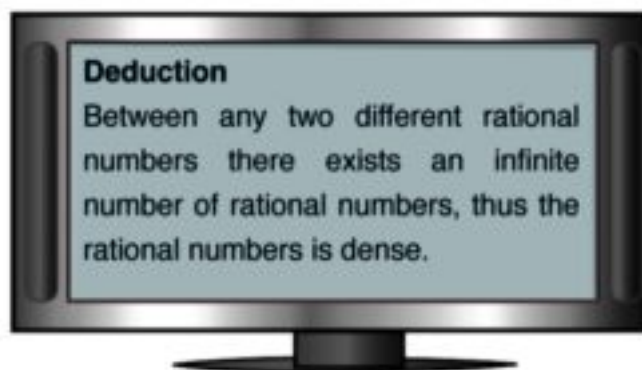 Deduction
Between any two different rational
numbers there exists an infinite
number of rational numbers, thus the
rational numbers is dense.